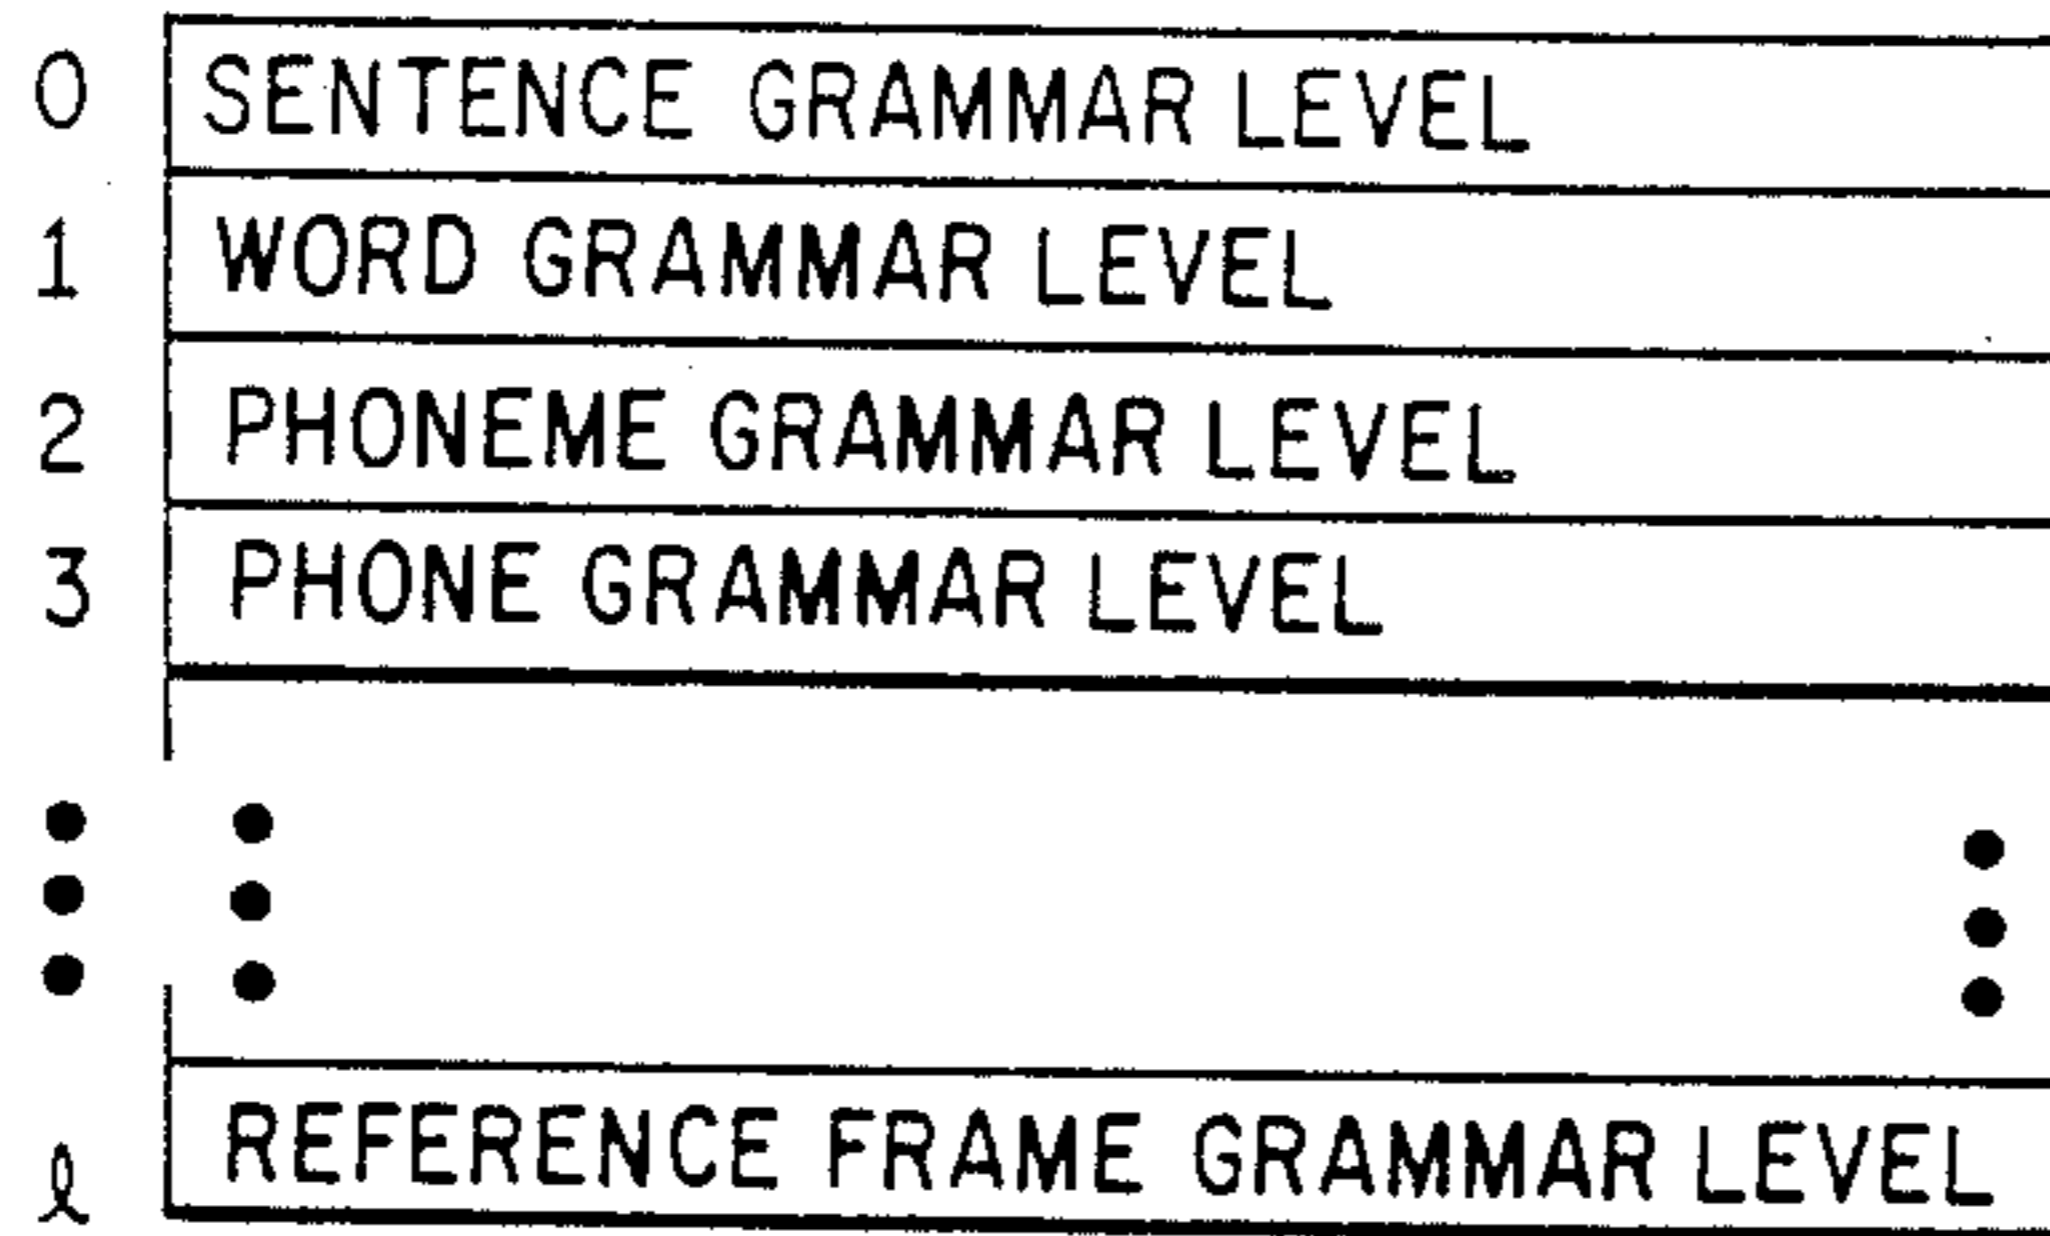 0 SENTENCE GRAMMAR LEVEL
1 WORD GRAMMAR LEVEL
2 PHONEME GRAMMAR LEVEL
3 PHONE GRAMMAR LEVEL
ℓ REFERENCE FRAME GRAMMAR LEVEL